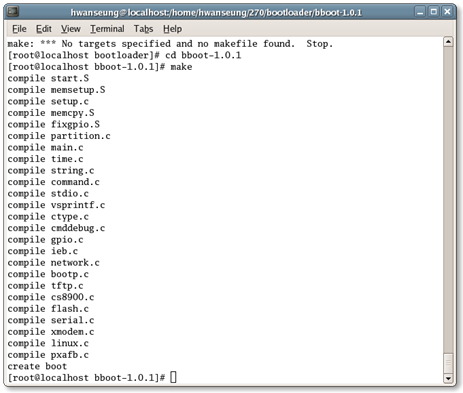 hwanseung@localhost:/home/hwanseung/270/bootloader/bboot-1.0.1
File Edit View Terminal Tabs Help
make: *** No targets specified and no makefile found.  Stop.
[root@localhost bootloader]# cd bboot-1.0.1
[root@localhost bboot-1.0.1]# make
compile start.S
compile memsetup.S
compile setup.c
compile memcpy.S
compile fixgpio.S
compile partition.c
compile main.c
compile time.c
compile string.c
compile command.c
compile stdio.c
compile vsprintf.c
compile ctype.c
compile cmddebug.c
compile gpio.c
compile ieb.c
compile network.c
compile bootp.c
compile tftp.c
compile cs8900.c
compile flash.c
compile serial.c
compile xmodem.c
compile linux.c
compile pxafb.c
create boot
[root@localhost bboot-1.0.1]#